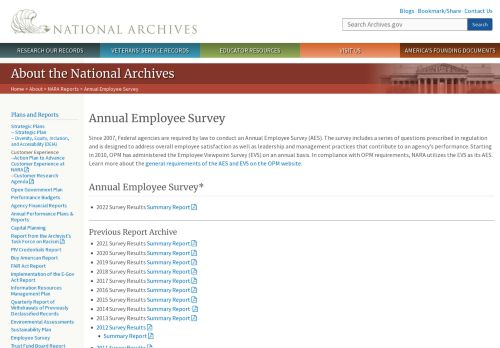 Blogs · Bookmark/Share · Contact Us
NATIONAL ARCHIVES
Search Archives.gov
Search
RESEARCH OUR RECORDS
VETERANS' SERVICE RECORDS
EDUCATOR RESOURCES
VISIT US
AMERICA'S FOUNDING DOCUMENTS
About the National Archives
Home > About > NARA Reports > Annual Employee Survey
Plans and Reports
Strategic Plans
– Strategic Plan
– Diversity, Equity, Inclusion,
and Accessibility (DEIA)
Customer Experience
–Action Plan to Advance
Customer Experience at
NARA
–Customer Research
Agenda
Open Government Plan
Performance Budgets
Agency Financial Reports
Annual Performance Plans &
Reports
Capital Planning
Report from the Archivist's
Task Force on Racism
PIV Credentials Report
Buy American Report
FAIR Act Report
Implementation of the E-Gov
Act Report
Information Resources
Management Plan
Quarterly Report of
Withdrawals of Previously
Declassified Records
Environmental Assessments
Sustainability Plan
Employee Survey
Trust Fund Board Report
Annual Employee Survey
Since 2007, Federal agencies are required by law to conduct an Annual Employee Survey (AES). The survey includes a series of questions prescribed in regulation
and is designed to address overall employee satisfaction as well as leadership and management practices that contribute to an agency's performance. Starting
in 2010, OPM has administered the Employee Viewpoint Survey (EVS) on an annual basis. In compliance with OPM requirements, NARA utilizes the EVS as its AES.
Learn more about the general requirements of the AES and EVS on the OPM website.
Annual Employee Survey*
• 2022 Survey Results Summary Report
Previous Report Archive
• 2021 Survey Results Summary Report
• 2020 Survey Results Summary Report
• 2019 Survey Results Summary Report
• 2018 Survey Results Summary Report
• 2017 Survey Results Summary Report
• 2016 Survey Results Summary Report
• 2015 Survey Results Summary Report
• 2014 Survey Results Summary Report
• 2013 Survey Results Summary Report
• 2012 Survey Results
• Summary Report
• 2011 Survey Results